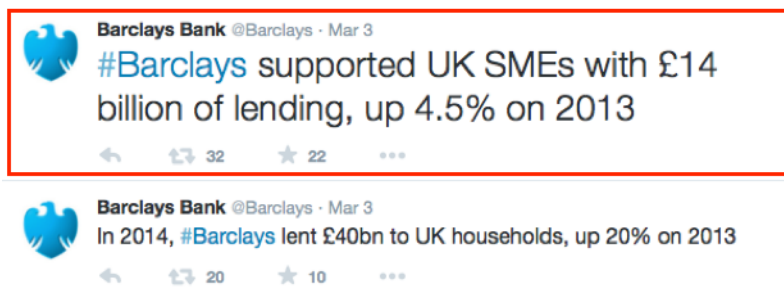 Barclays Bank @Barclays · Mar 3
#Barclays supported UK SMEs with £14
billion of lending, up 4.5% on 2013
32 22
Barclays Bank @Barclays · Mar 3
In 2014, #Barclays lent £40bn to UK households, up 20% on 2013
20 10